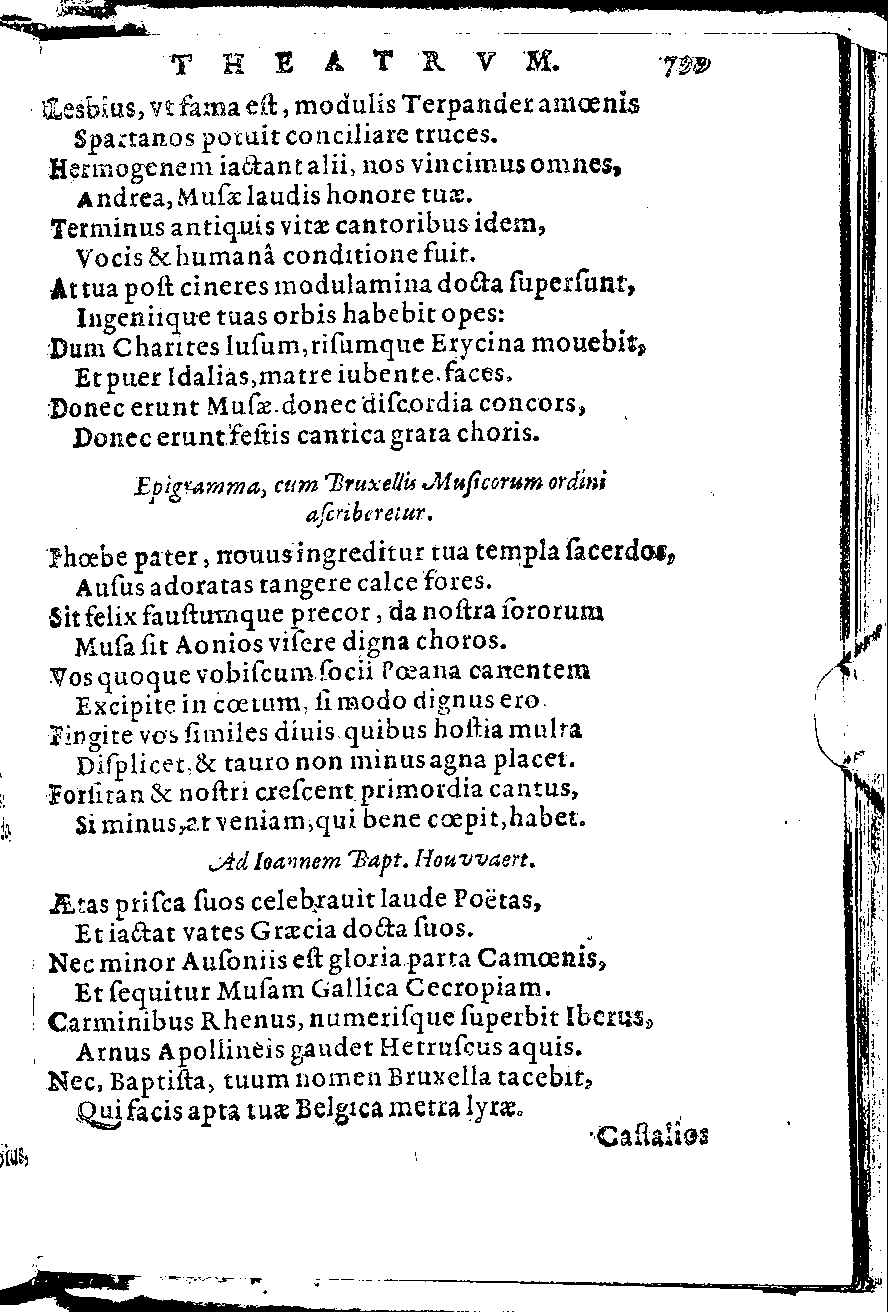 THEATRVM. 799
Lesbius, vt fama eſt, modulis Terpander amœnis
Spartanos potuit conciliare truces.
Hermogenem iactant alii, nos vincimus omnes,
Andrea, Muſæ laudis honore tuæ.
Terminus antiquis vitæ cantoribus idem,
Vocis & humanâ conditione fuit.
At tua poſt cineres modulamina docta ſuperſunt,
Ingeniique tuas orbis habebit opes:
Dum Charites luſum, riſumque Erycina mouebit,
Et puer Idalias, matre iubente, faces,
Donec erunt Muſæ, donec diſcordia concors,
Donec erunt feſtis cantica grata choris.
Epigramma, cum Bruxellis Muſicorum ordini
aſcriberetur.
Phœbe pater, nouus ingreditur tua templa ſacerdos,
Auſus adoratas tangere calce fores.
Sit felix fauſtumque precor, da noſtra ſororum
Muſa ſit Aonios viſere digna choros.
Vos quoque vobiſcum ſocii Pœana canentem
Excipite in cœtum, ſi modo dignus ero.
Fingite vos ſimiles diuis quibus hoſtia multa
Diſplicet, & tauro non minus agna placet.
Forſitan & noſtri creſcent primordia cantus,
Si minus, at veniam, qui bene cœpit, habet.
Ad Ioannem Bapt. Houvvaert.
Ætas priſca ſuos celebrauit laude Poëtas,
Et iactat vates Græcia docta ſuos.
Nec minor Auſoniis eſt gloria parta Camœnis,
Et ſequitur Muſam Gallica Cecropiam.
Carminibus Rhenus, numeriſque ſuperbit Iberus,
Arnus Apollineis gaudet Hetruſcus aquis.
Nec, Baptiſta, tuum nomen Bruxella tacebit,
Qui facis apta tuæ Belgica metra lyræ.
Caſtalios